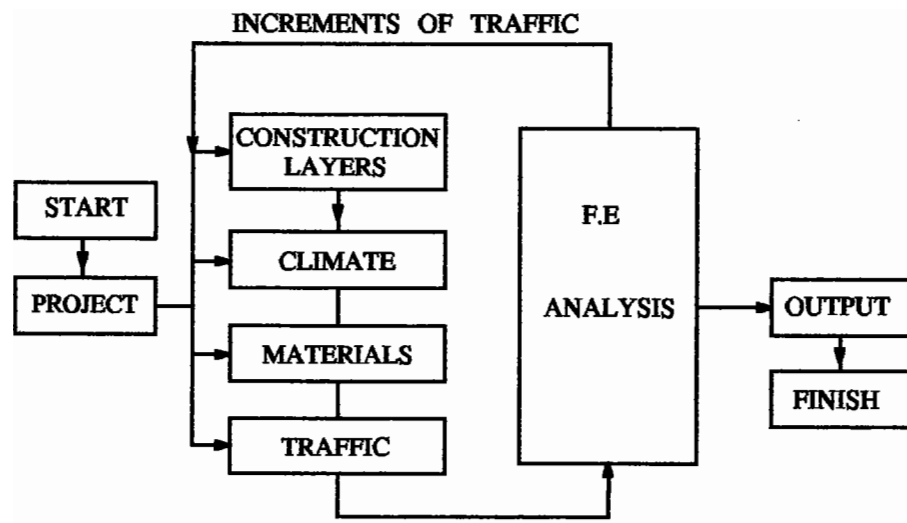 INCREMENTS OF TRAFFIC
CONSTRUCTION
LAYERS
START
F.E
CLIMATE
PROJECT
ANALYSIS
OUTPUT
MATERIALS
FINISH
TRAFFIC